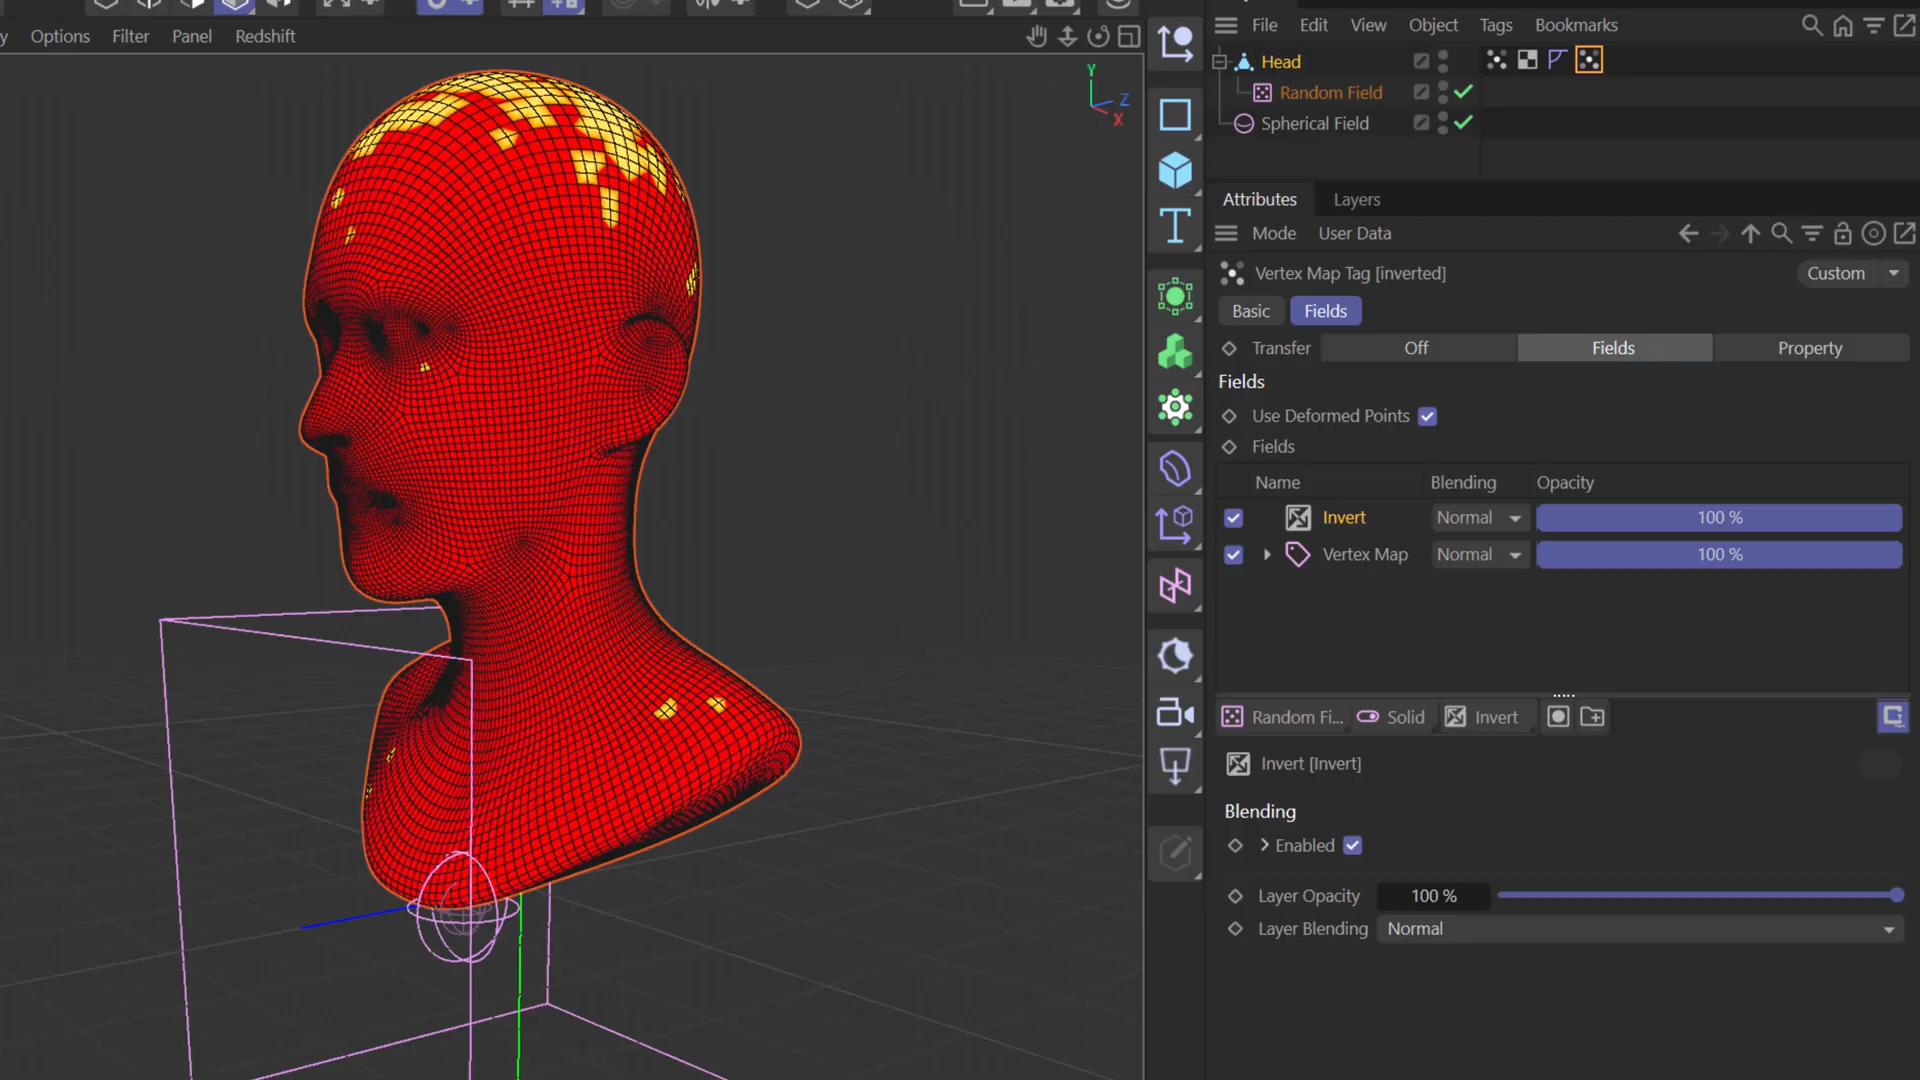 y Options Filter Panel Redshift
Y
Z
X
File Edit View Object Tags Bookmarks
Head
Random Field
Spherical Field
Attributes Layers
Mode User Data
Vertex Map Tag [inverted] Custom
Basic Fields
Transfer Off Fields Property
Fields
Use Deformed Points
Fields
Name Blending Opacity
Invert Normal 100 %
Vertex Map Normal 100 %
Random Fi... Solid Invert
Invert [Invert]
Blending
Enabled
Layer Opacity 100 %
Layer Blending Normal